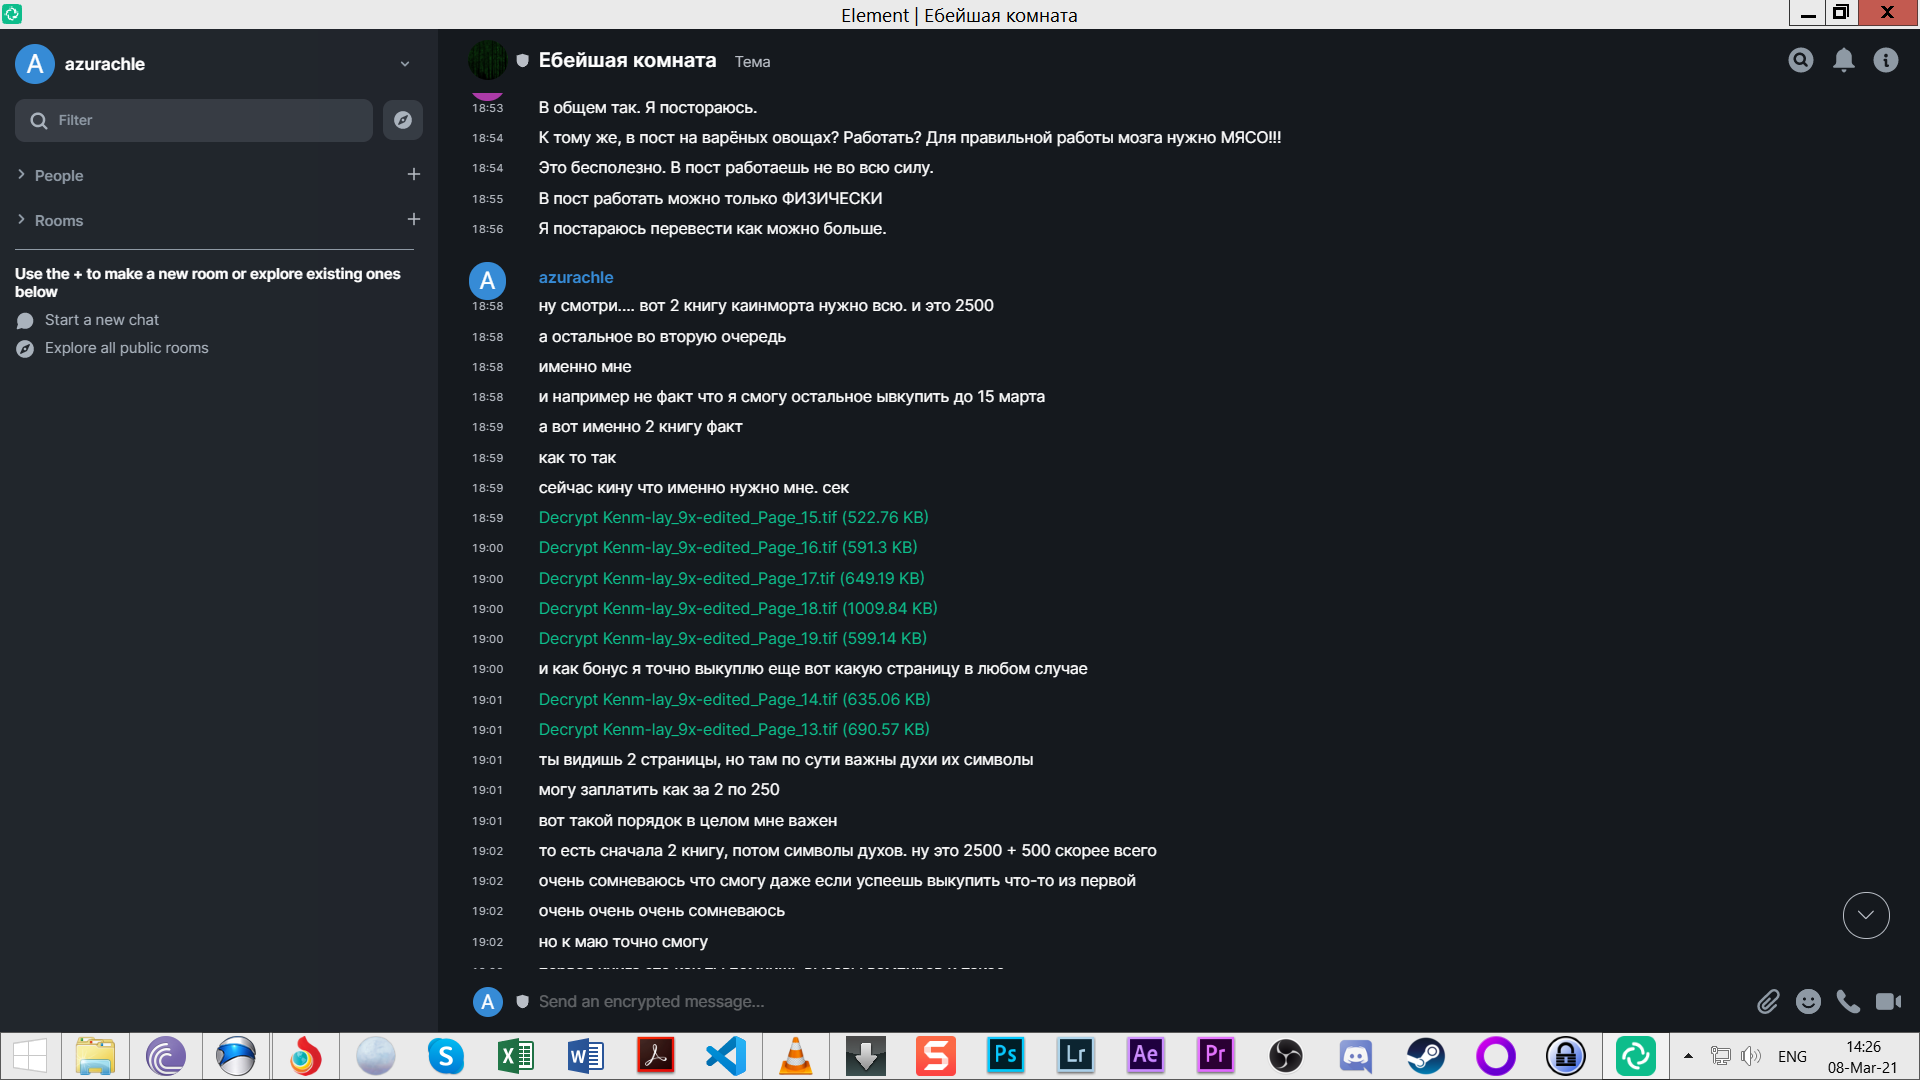 Element | Ебейшая комната
A azurachle
Filter
People
Rooms
Use the + to make a new room or explore existing ones
below
Start a new chat
Explore all public rooms
Ебейшая комната Тема
18:53 В общем так. Я постораюсь.
18:54 К тому же, в пост на варёных овощах? Работать? Для правильной работы мозга нужно МЯСО!!!
18:54 Это бесполезно. В пост работаешь не во всю силу.
18:55 В пост работать можно только ФИЗИЧЕСКИ
18:56 Я постараюсь перевести как можно больше.
A azurachle
18:58 ну смотри.... вот 2 книгу каинморта нужно всю. и это 2500
18:58 а остальное во вторую очередь
18:58 именно мне
18:58 и например не факт что я смогу остальное ывкупить до 15 марта
18:59 а вот именно 2 книгу факт
18:59 как то так
18:59 сейчас кину что именно нужно мне. сек
18:59 Decrypt Kenm-lay_9x-edited_Page_15.tif (522.76 KB)
19:00 Decrypt Kenm-lay_9x-edited_Page_16.tif (591.3 KB)
19:00 Decrypt Kenm-lay_9x-edited_Page_17.tif (649.19 KB)
19:00 Decrypt Kenm-lay_9x-edited_Page_18.tif (1009.84 KB)
19:00 Decrypt Kenm-lay_9x-edited_Page_19.tif (599.14 KB)
19:00 и как бонус я точно выкуплю еще вот какую страницу в любом случае
19:01 Decrypt Kenm-lay_9x-edited_Page_14.tif (635.06 KB)
19:01 Decrypt Kenm-lay_9x-edited_Page_13.tif (690.57 KB)
19:01 ты видишь 2 страницы, но там по сути важны духи их символы
19:01 могу заплатить как за 2 по 250
19:01 вот такой порядок в целом мне важен
19:02 то есть сначала 2 книгу, потом символы духов. ну это 2500 + 500 скорее всего
19:02 очень сомневаюсь что смогу даже если успеешь выкупить что-то из первой
19:02 очень очень очень сомневаюсь
19:02 но к маю точно смогу
A Send an encrypted message...
Ps Lr Ae Pr
ENG
14:26
08-Mar-21